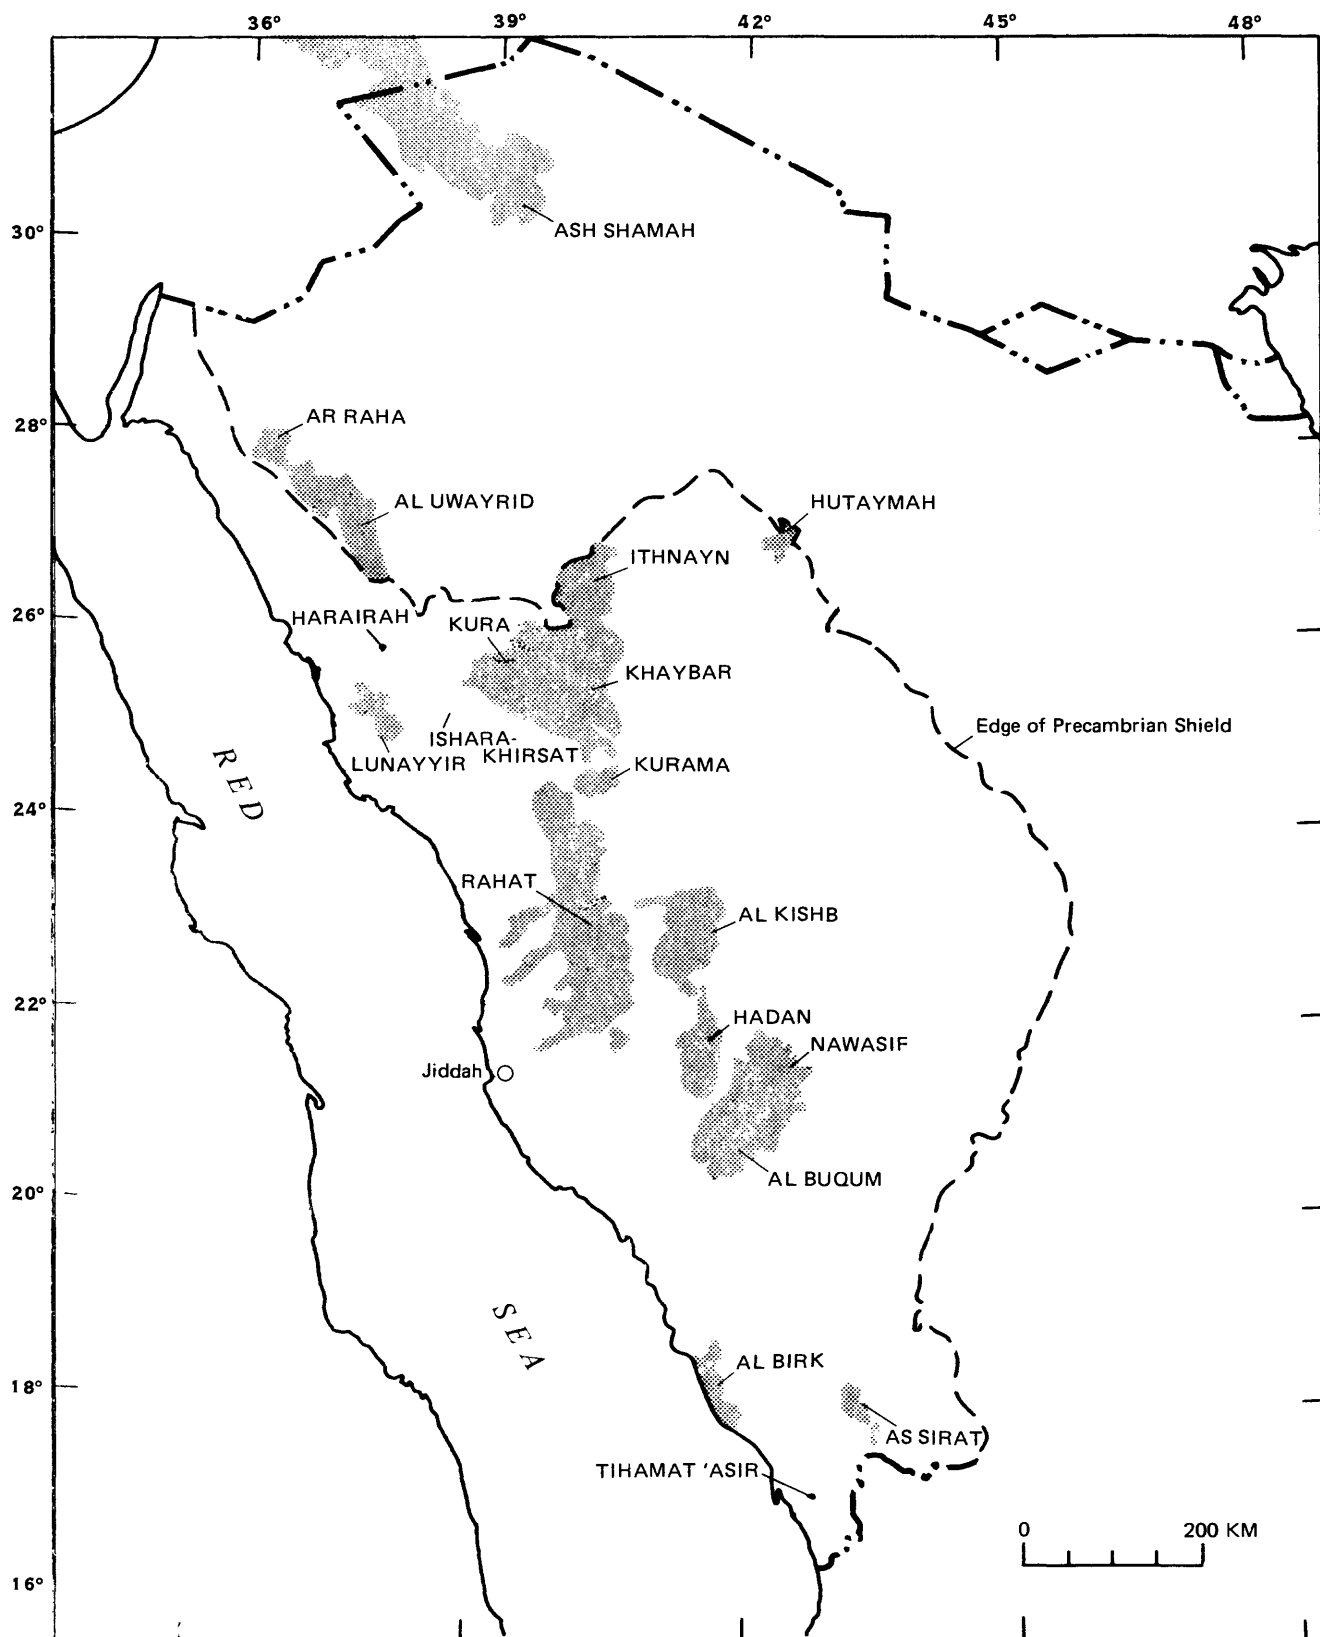 36° 39° 42° 45° 48°
ASH SHAMAH
30°
AR RAHA
28°
AL UWAYRID
HUTAYMAH
ITHNAYN
26°
HARAIRAH
KURA
KHAYBAR
Edge of Precambrian Shield
ISHARA-
KHIRSAT
LUNAYYIR
KURAMA
RED
24°
RAHAT
AL KISHB
22°
HADAN
NAWASIF
Jiddah
AL BUQUM
20°
SEA
AL BIRK
18°
AS SIRAT
TIHAMAT 'ASIR
0 200 KM
16°